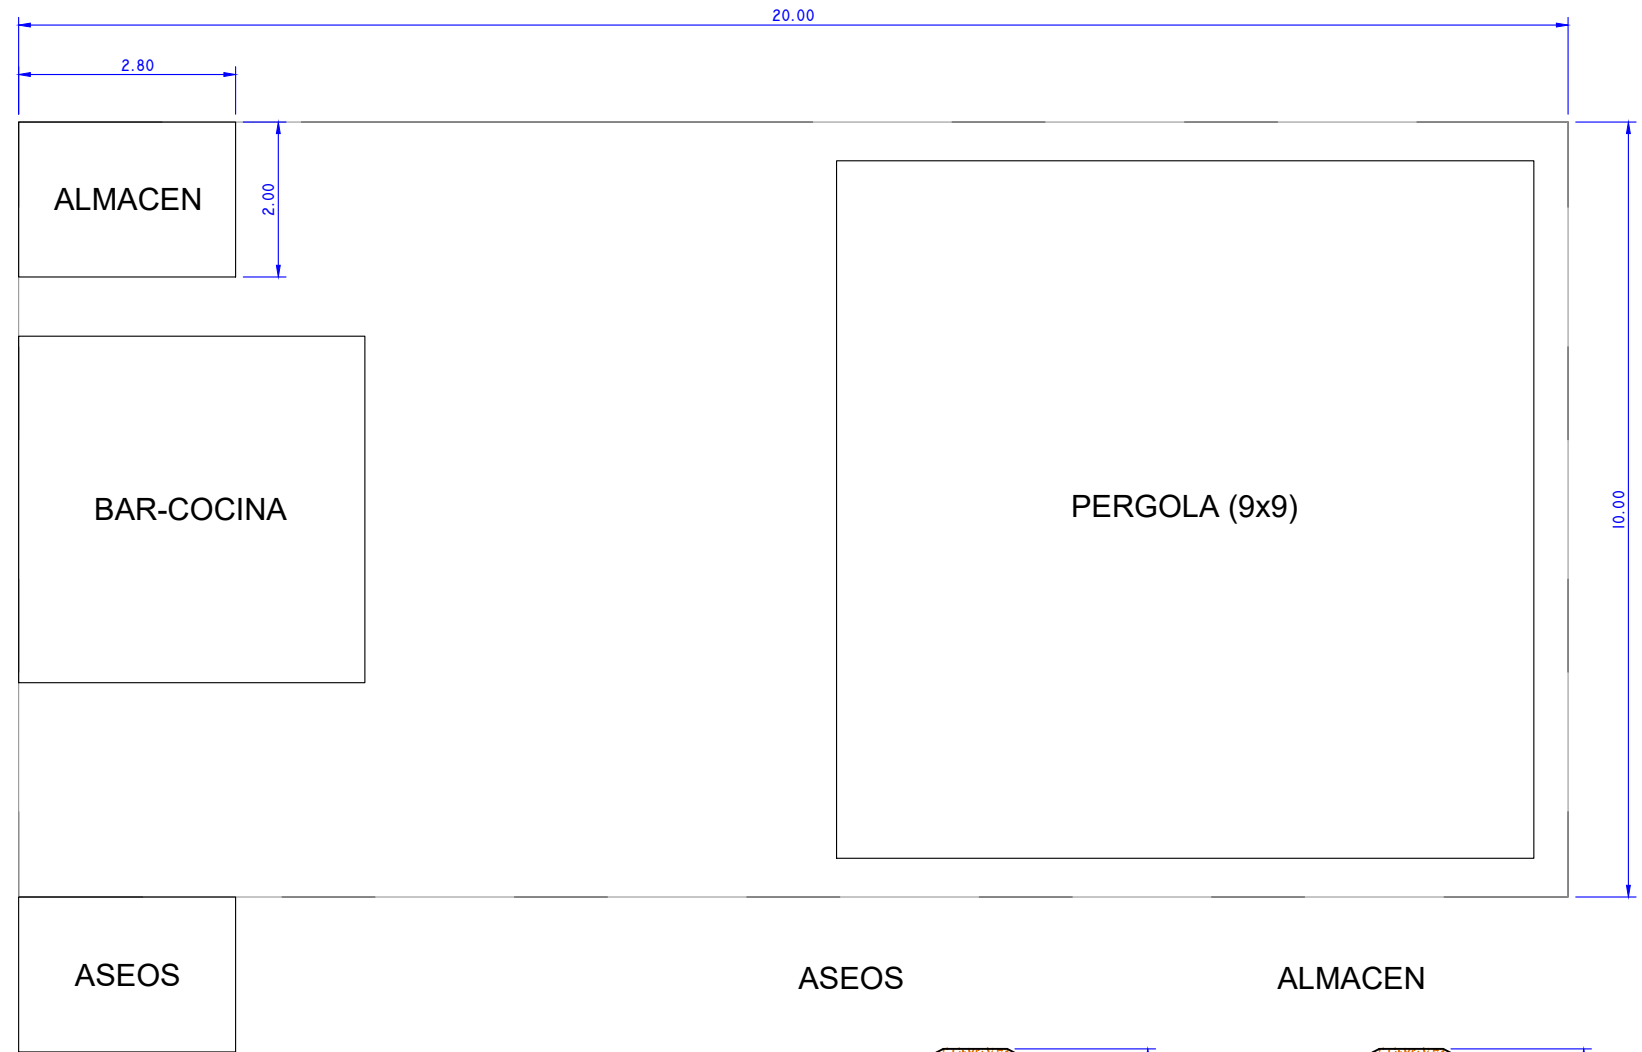 20.00
2.80
ALMACEN
2.00
BAR-COCINA
PERGOLA (9x9)
10.00
ASEOS
ASEOS
ALMACEN